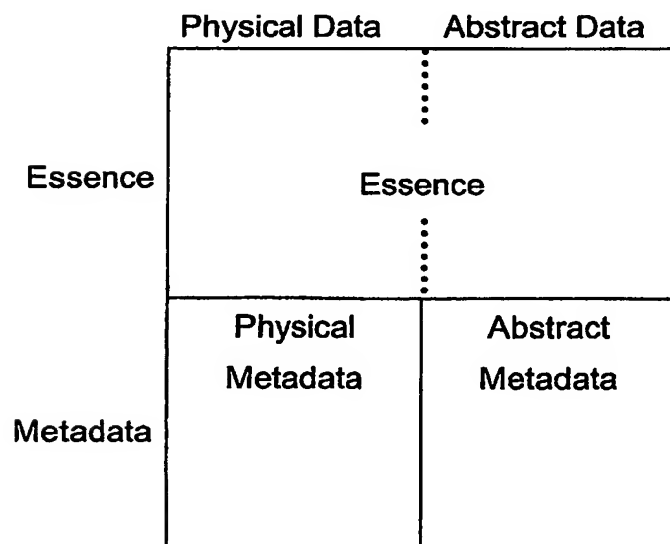 Physical Data Abstract Data
Essence
Essence
Physical Abstract
Metadata Metadata
Metadata